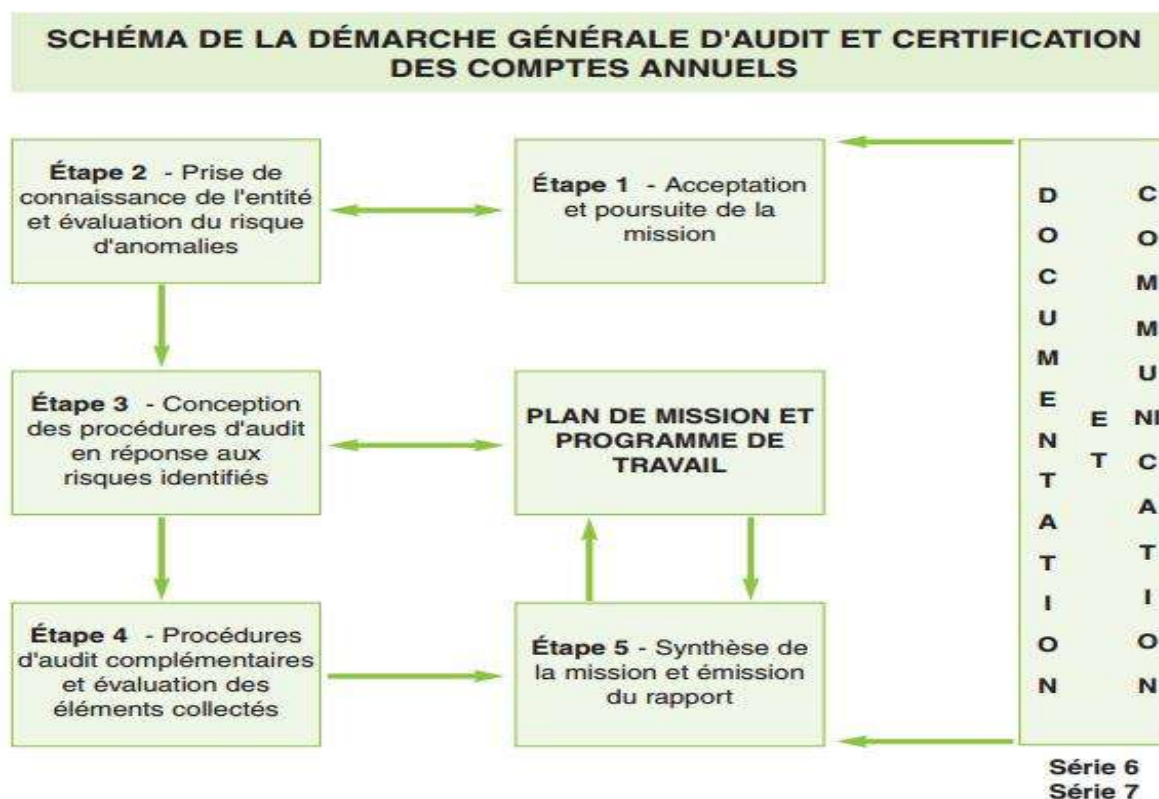 SCHÉMA DE LA DÉMARCHE GÉNÉRALE D'AUDIT ET CERTIFICATION
DES COMPTES ANNUELS
Étape 2 - Prise de
connaissance de l'entité
et évaluation du risque
d'anomalies
Étape 1 - Acceptation
et poursuite de la
mission
Étape 3 - Conception
des procédures d'audit
en réponse aux
risques identifiés
PLAN DE MISSION ET
PROGRAMME DE
TRAVAIL
Étape 4 - Procédures
d'audit complémentaires
et évaluation des
éléments collectés
Étape 5 - Synthèse de
la mission et émission
du rapport
DOCUMENTATION
ET
COMMUNICATION
Série 6
Série 7